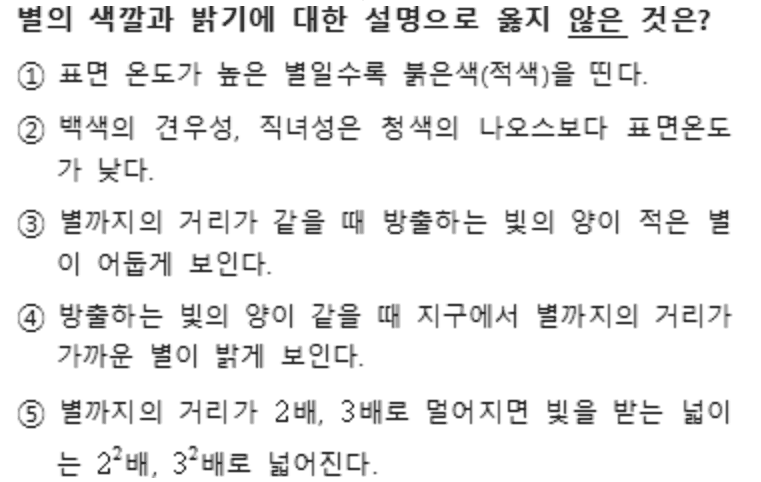 별의 색깔과 밝기에 대한 설명으로 옳지 않은 것은?
① 표면 온도가 높은 별일수록 붉은색(적색)을 띤다.
② 백색의 견우성, 직녀성은 청색의 나오스보다 표면온도
가 낮다.
③ 별까지의 거리가 같을 때 방출하는 빛의 양이 적은 별
이 어둡게 보인다.
④ 방출하는 빛의 양이 같을 때 지구에서 별까지의 거리가
가까운 별이 밝게 보인다.
⑤ 별까지의 거리가 2배, 3배로 멀어지면 빛을 받는 넓이
는 2²배, 3²배로 넓어진다.